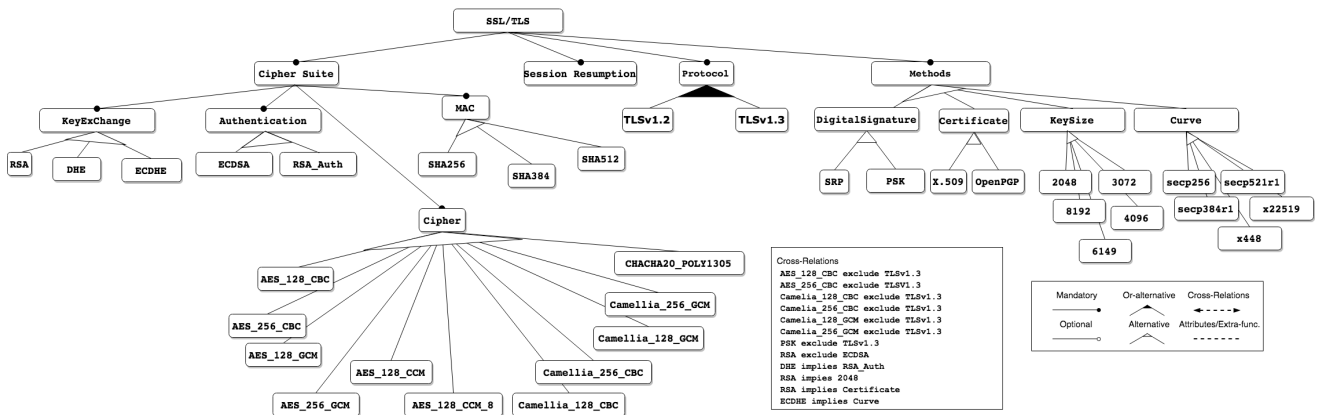 SSL/TLS
Cipher Suite
Session Resumption
Protocol
Methods
KeyExChange
Authentication
MAC
TLSv1.2
TLSv1.3
DigitalSignature
Certificate
KeySize
Curve
RSA
DHE
ECDHE
ECDSA
RSA_Auth
SHA256
SHA384
SHA512
SRP
PSK
X.509
OpenPGP
2048
3072
8192
4096
6149
secp256
secp521r1
secp384r1
x22519
x448
Cipher
AES_128_CBC
CHACHA20_POLY1305
AES_256_CBC
Camellia_256_GCM
AES_128_GCM
Camellia_128_GCM
AES_128_CCM
Camellia_256_CBC
AES_256_GCM
AES_128_CCM_8
Camellia_128_CBC
Cross-Relations
AES_128_CBC exclude TLSv1.3
AES_256_CBC exclude TLSV1.3
Camelia_128_CBC exclude TLSv1.3
Camelia_256_CBC exclude TLSv1.3
Camelia_128_GCM exclude TLSv1.3
Camelia_256_GCM exclude TLSv1.3
PSK exclude TLSv1.3
RSA exclude ECDSA
DHE implies RSA_Auth
RSA impies 2048
RSA implies Certificate
ECDHE implies Curve
Mandatory
Or-alternative
Cross-Relations
Optional
Alternative
Attributes/Extra-func.